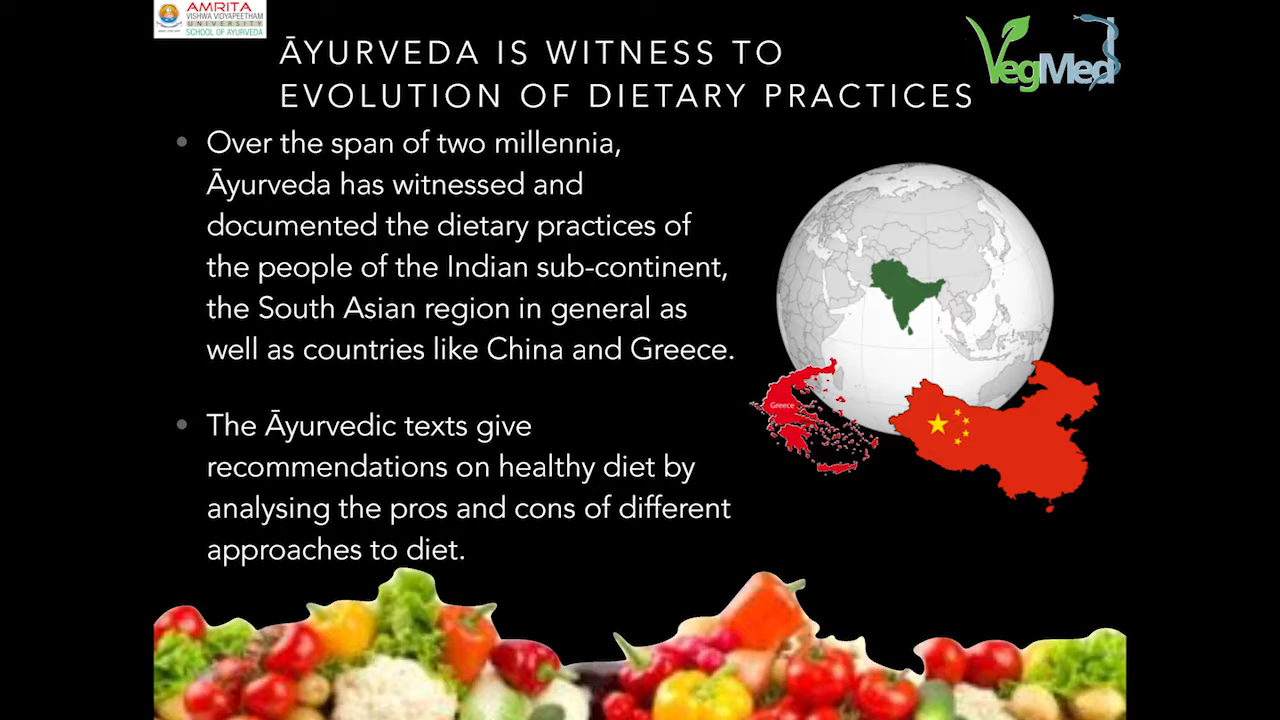 AMRITA
VISHWA VIDYAPEETHAM
UNIVERSITY
SCHOOL OF AYURVEDA
ĀYURVEDA IS WITNESS TO
EVOLUTION OF DIETARY PRACTICES
VegMed
• Over the span of two millennia,
Āyurveda has witnessed and
documented the dietary practices of
the people of the Indian sub-continent,
the South Asian region in general as
well as countries like China and Greece.
• The Āyurvedic texts give
recommendations on healthy diet by
analysing the pros and cons of different
approaches to diet.
Greece